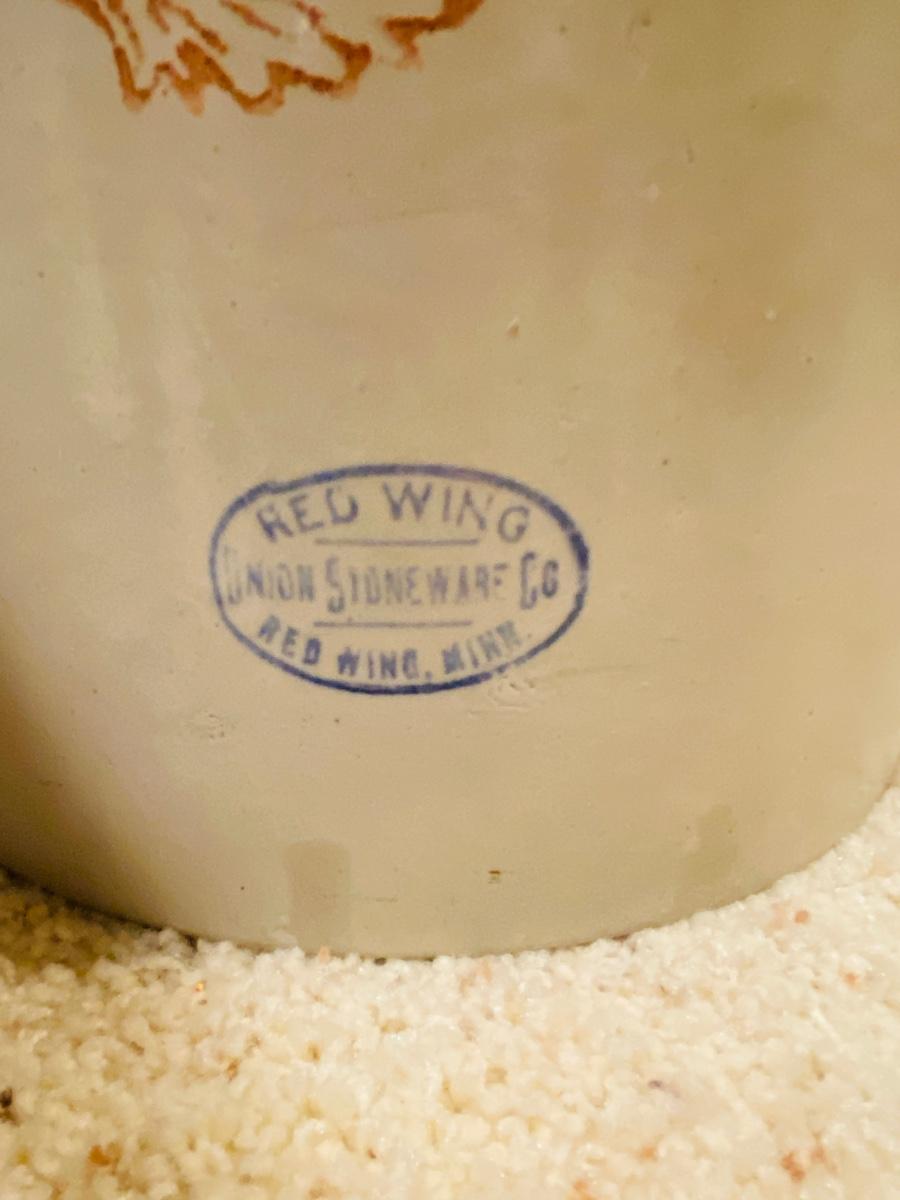 RED WING
UNION STONEWARE CO
RED WING, MINN.